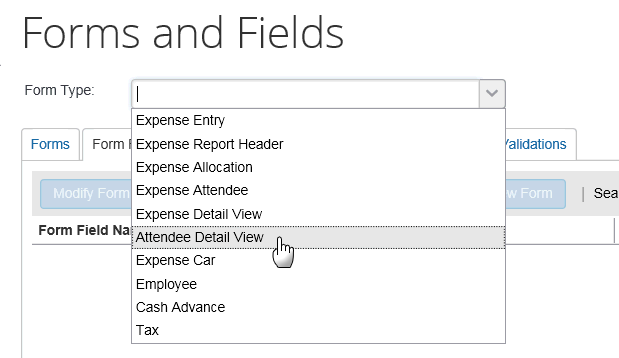 Forms and Fields
Form Type:
Expense Entry
Expense Report Header
Expense Allocation
Expense Attendee
Expense Detail View
Attendee Detail View
Expense Car
Employee
Cash Advance
Tax
Forms Form Validations
Modify Form Form | Sea
Form Field Na